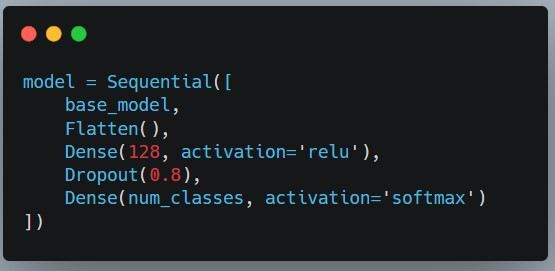 model = Sequential([
    base_model,
    Flatten(),
    Dense(128, activation='relu'),
    Dropout(0.8),
    Dense(num_classes, activation='softmax')
])